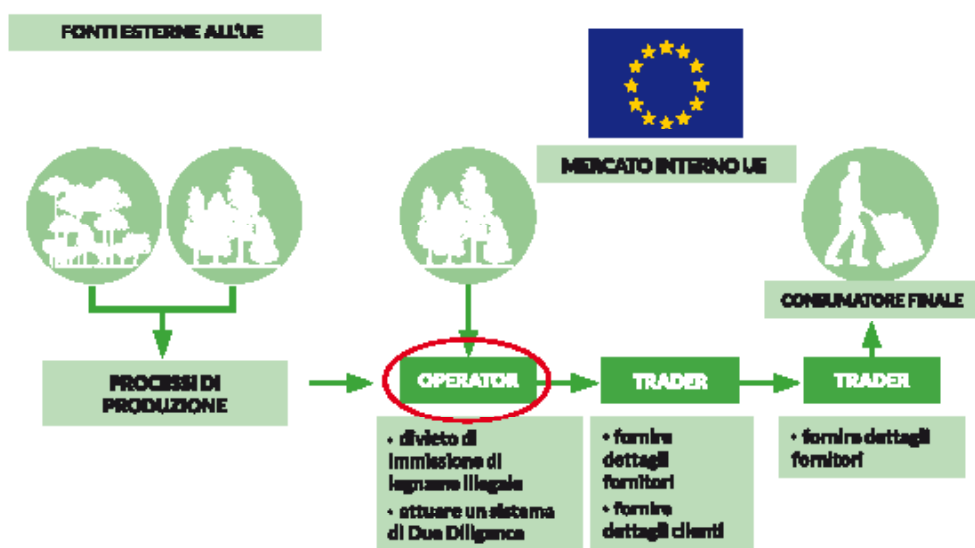 FONTI ESTERNE ALL'UE
MERCATO INTERNO UE
CONSUMATORE FINALE
PROCESSI DI
PRODUZIONE
OPERATOR
TRADER
TRADER
• divieto di
immissione di
legname illegale
• attuare un sistema
di Due Diligence
• fornire
dettagli
fornitori
• fornire
dettagli clienti
• fornire dettagli
fornitori